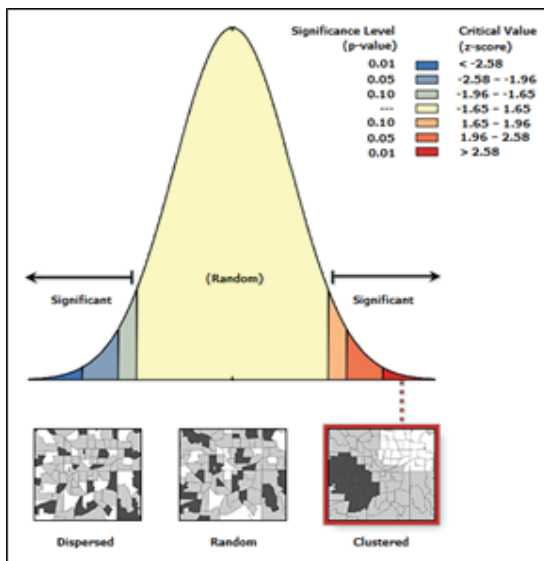 Significance Level Critical Value
(p-value) (z-score)
0.01 < -2.58
0.05 -2.58 – -1.96
0.10 -1.96 – -1.65
--- -1.65 – 1.65
0.10 1.65 – 1.96
0.05 1.96 – 2.58
0.01 > 2.58
(Random)
Significant Significant
Dispersed Random Clustered